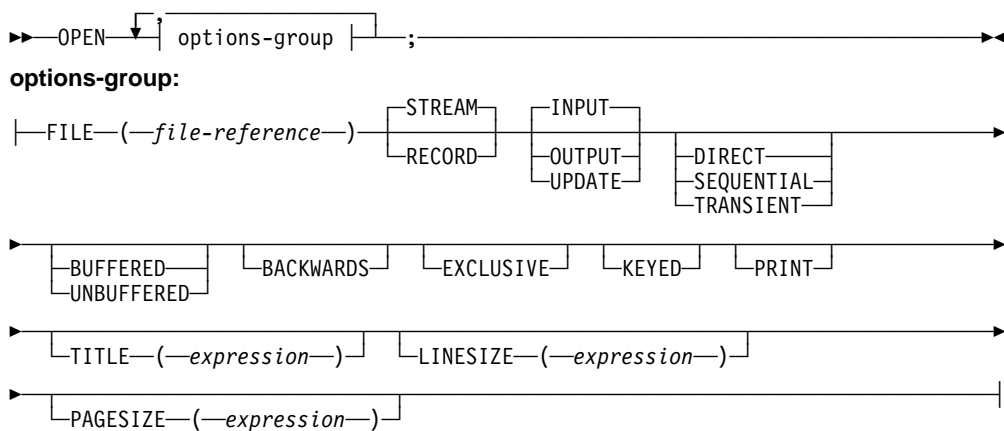 ,
OPEN options-group ;
options-group:
STREAM INPUT
FILE ( file-reference )
RECORD OUTPUT DIRECT
UPDATE SEQUENTIAL
TRANSIENT
BUFFERED BACKWARDS EXCLUSIVE KEYED PRINT
UNBUFFERED
TITLE ( expression ) LINESIZE ( expression )
PAGESIZE ( expression )